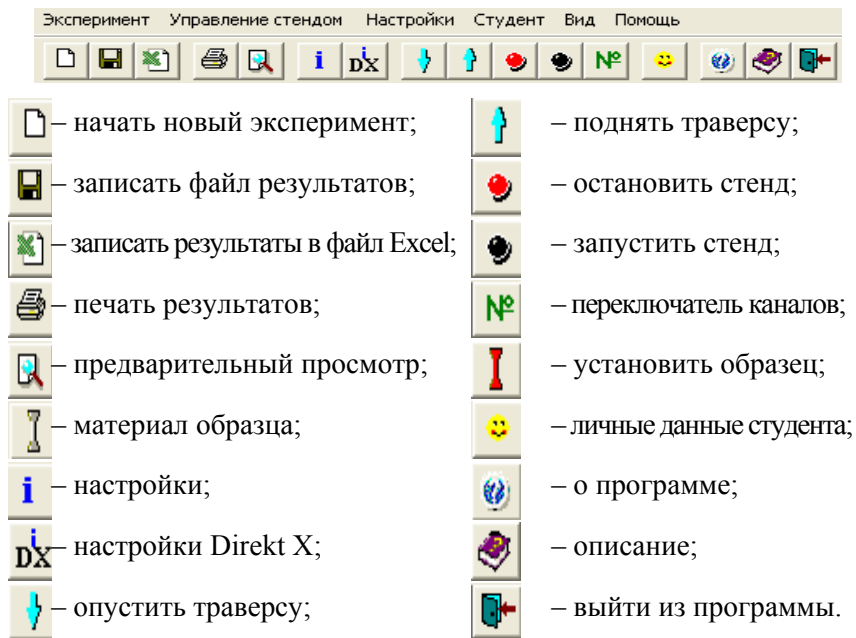 Эксперимент Управление стендом Настройки Студент Вид Помощь
i DX i №
– начать новый эксперимент;
– записать файл результатов;
– записать результаты в файл Excel;
– печать результатов;
– предварительный просмотр;
– материал образца;
i – настройки;
DX i – настройки Direkt X;
– опустить траверсу;
– поднять траверсу;
– остановить стенд;
– запустить стенд;
№ – переключатель каналов;
– установить образец;
– личные данные студента;
– о программе;
– описание;
– выйти из программы.